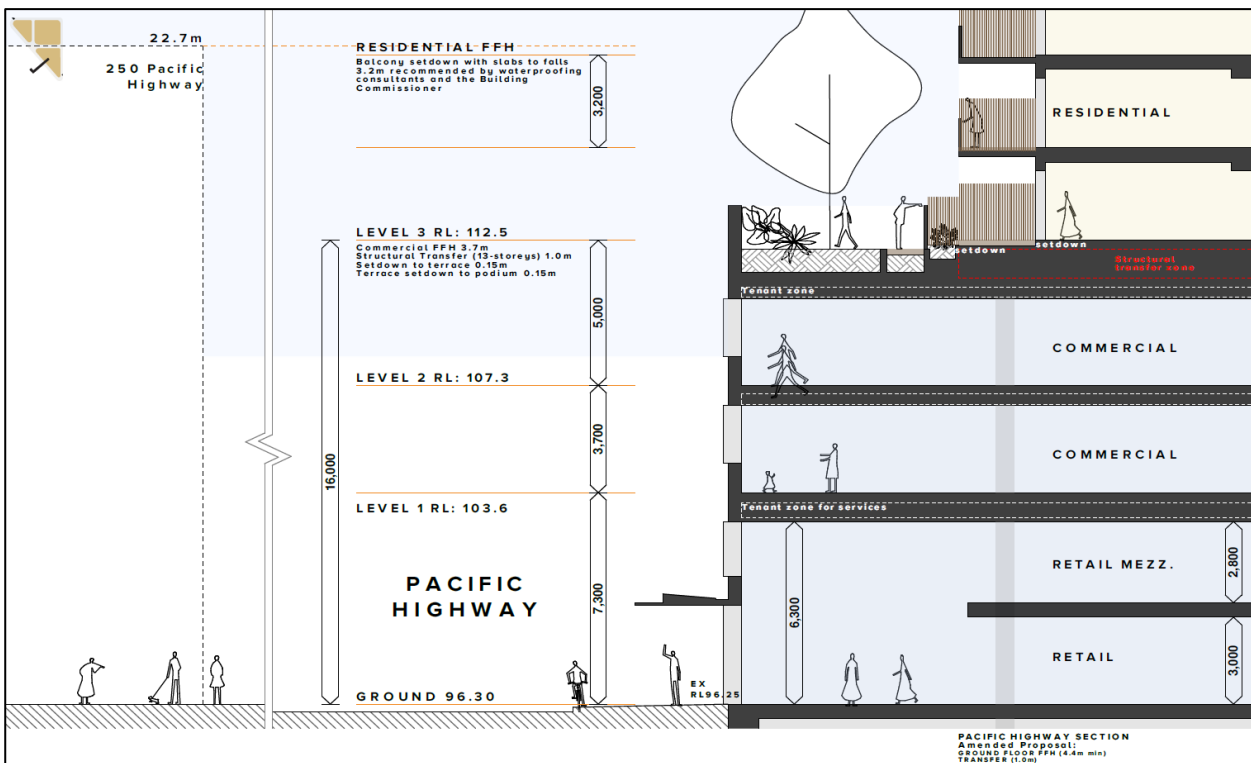 22.7m
250 Pacific
Highway
RESIDENTIAL FFH
Balcony setdown with slabs to falls
3.2m recommended by waterproofing
consultants and the Building
Commissioner
3,200
RESIDENTIAL
LEVEL 3 RL: 112.5
Commercial FFH 3.7m
Structural Transfer (13-storeys) 1.0m
Setdown to terrace 0.15m
Terrace setdown to podium 0.15m
setdown
setdown
Structural
transfer zone
Tenant zone
5,000
COMMERCIAL
LEVEL 2 RL: 107.3
16,000
3,700
COMMERCIAL
LEVEL 1 RL: 103.6
Tenant zone for services
PACIFIC
HIGHWAY
7,300
6,300
RETAIL MEZZ.
2,800
RETAIL
3,000
GROUND 96.30
EX
RL96.25
PACIFIC HIGHWAY SECTION
Amended Proposal:
GROUND FLOOR FFH (4.4m min)
TRANSFER (1.0m)